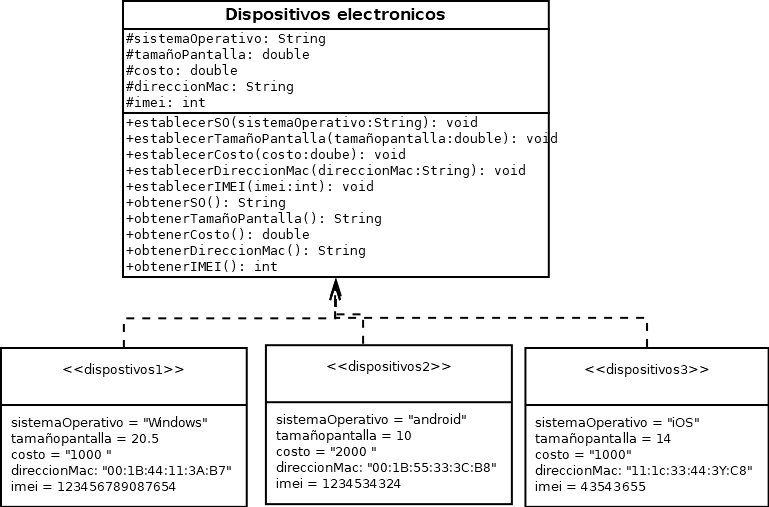 Dispositivos electronicos
#sistemaOperativo: String
#tamañoPantalla: double
#costo: double
#direccionMac: String
#imei: int
+establecerSO(sistemaOperativo:String): void
+establecerTamañoPantalla(tamañopantalla:double): void
+establecerCosto(costo:doube): void
+establecerDireccionMac(direccionMac:String): void
+establecerIMEI(imei:int): void
+obtenerSO(): String
+obtenerTamañoPantalla(): String
+obtenerCosto(): double
+obtenerDireccionMac(): String
+obtenerIMEI(): int
<<dispostivos1>>
sistemaOperativo = "Windows"
tamañopantalla = 20.5
costo = "1000 "
direccionMac: "00:1B:44:11:3A:B7"
imei = 123456789087654
<<dispositivos2>>
sistemaOperativo = "android"
tamañopantalla = 10
costo = "2000 "
direccionMac: "00:1B:55:33:3C:B8"
imei = 1234534324
<<dispositivos3>>
sistemaOperativo = "iOS"
tamañopantalla = 14
costo = "1000"
direccionMac: "11:1c:33:44:3Y:C8"
imei = 43543655